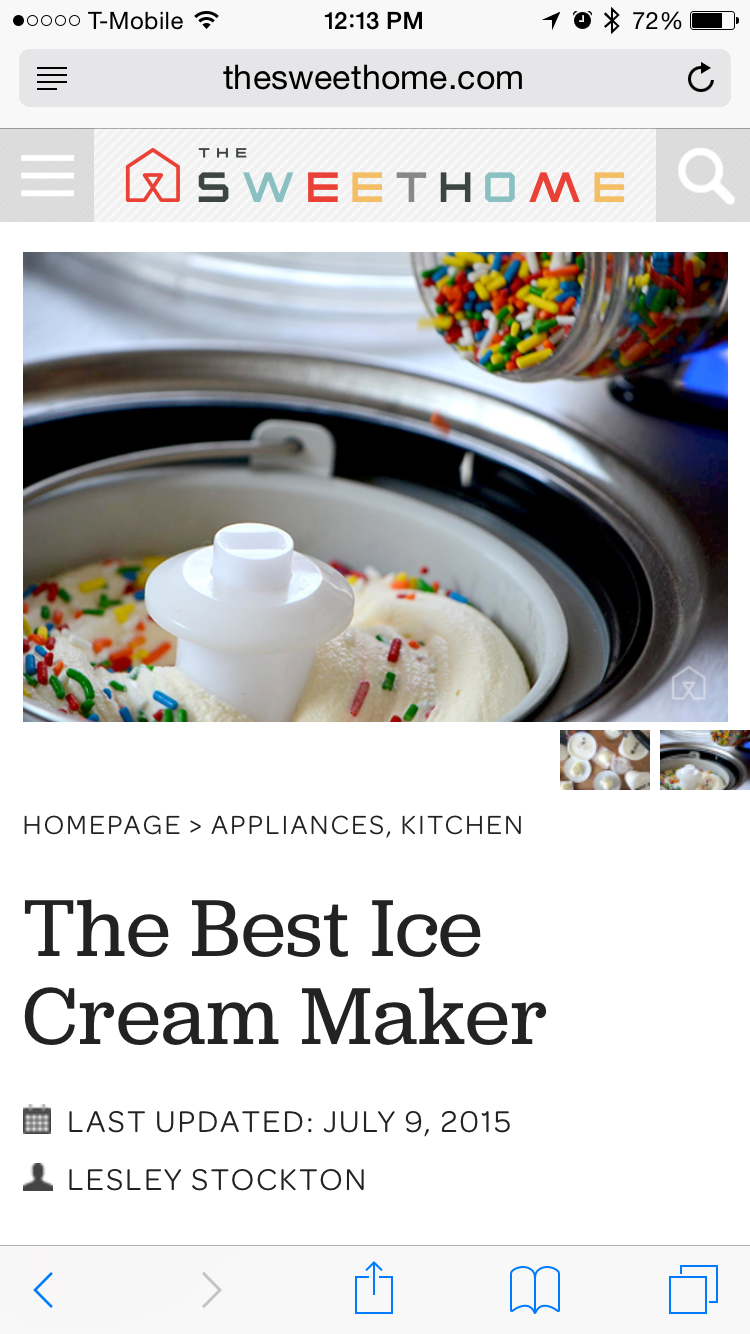 T-Mobile 12:13 PM 72%
thesweethome.com
THE
SWEETHOME
HOMEPAGE > APPLIANCES, KITCHEN
The Best Ice
Cream Maker
LAST UPDATED: JULY 9, 2015
LESLEY STOCKTON